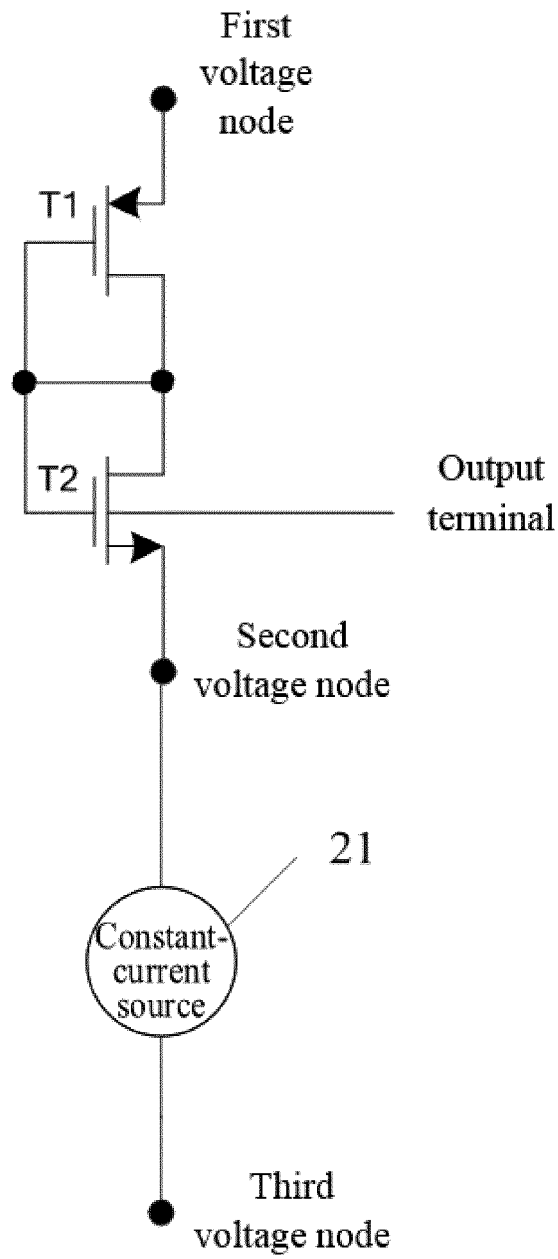 First
voltage
node
T1
T2
Output
terminal
Second
voltage node
21
Constant-
current
source
Third
voltage node